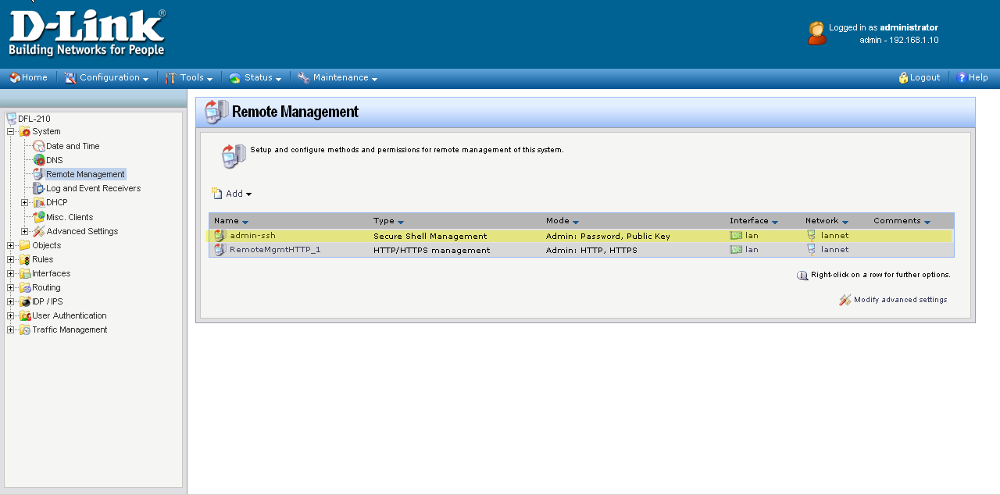 D-Link®
Building Networks for People
Logged in as administrator
admin - 192.168.1.10
Home Configuration Tools Status Maintenance Logout Help
DFL-210
System
Date and Time
DNS
Remote Management
Log and Event Receivers
DHCP
Misc. Clients
Advanced Settings
Objects
Rules
Interfaces
Routing
IDP / IPS
User Authentication
Traffic Management
Remote Management
Setup and configure methods and permissions for remote management of this system.
Add
Name Type Mode Interface Network Comments
admin-ssh Secure Shell Management Admin: Password, Public Key lan lannet
RemoteMgmtHTTP_1 HTTP/HTTPS management Admin: HTTP, HTTPS lan lannet
Right-click on a row for further options.
Modify advanced settings